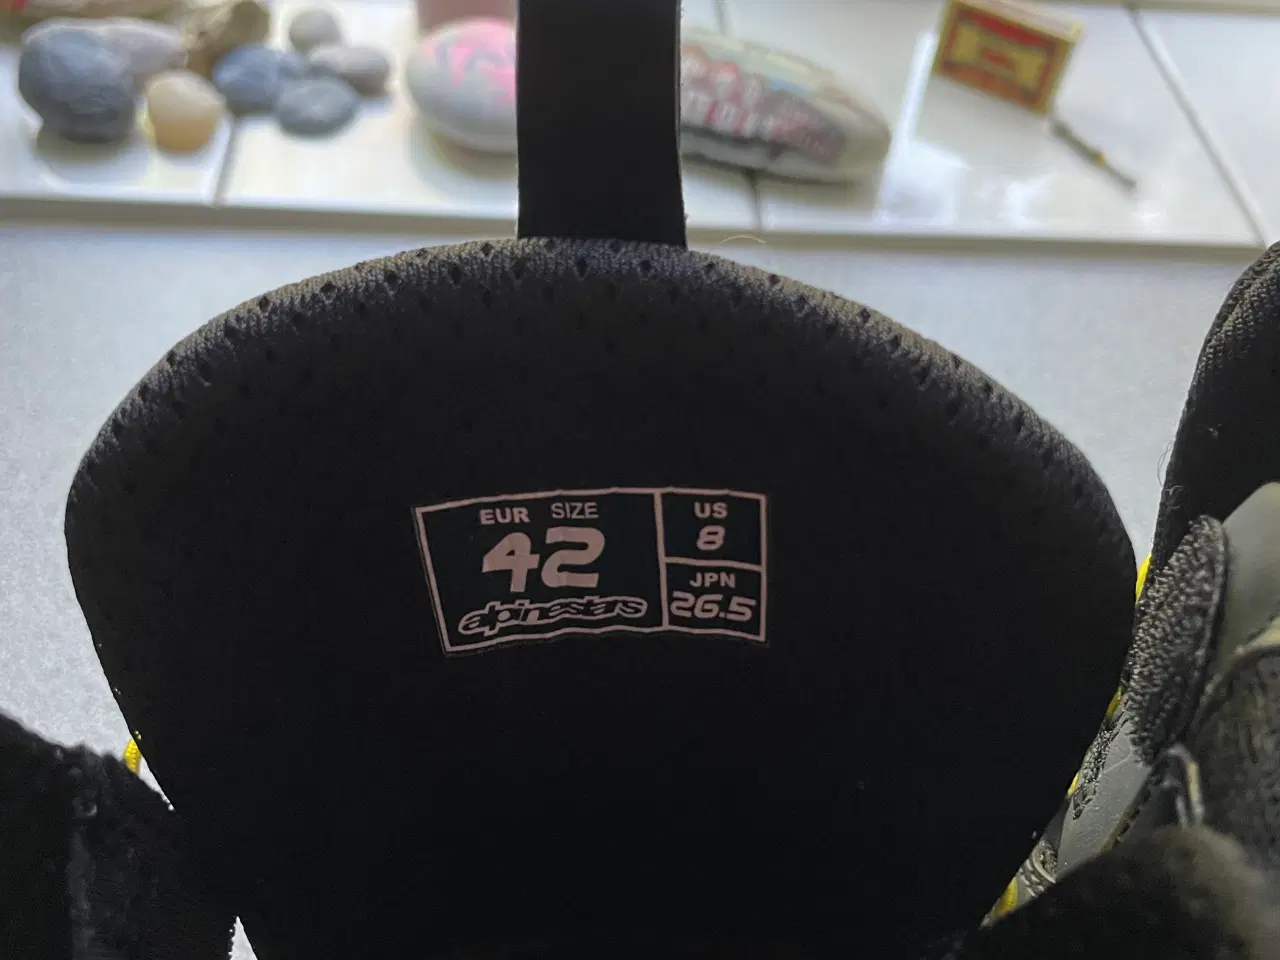 EUR SIZE
42
alpinestars
US
8
JPN
26.5